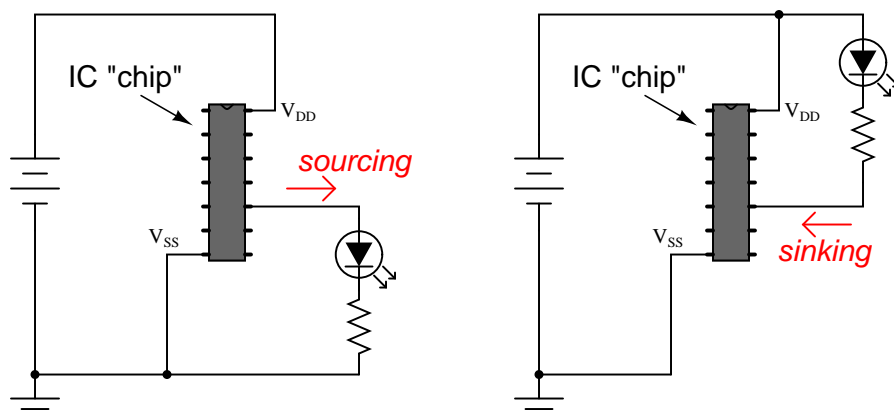 IC "chip"
VDD
sourcing
VSS
IC "chip"
VDD
VSS
sinking